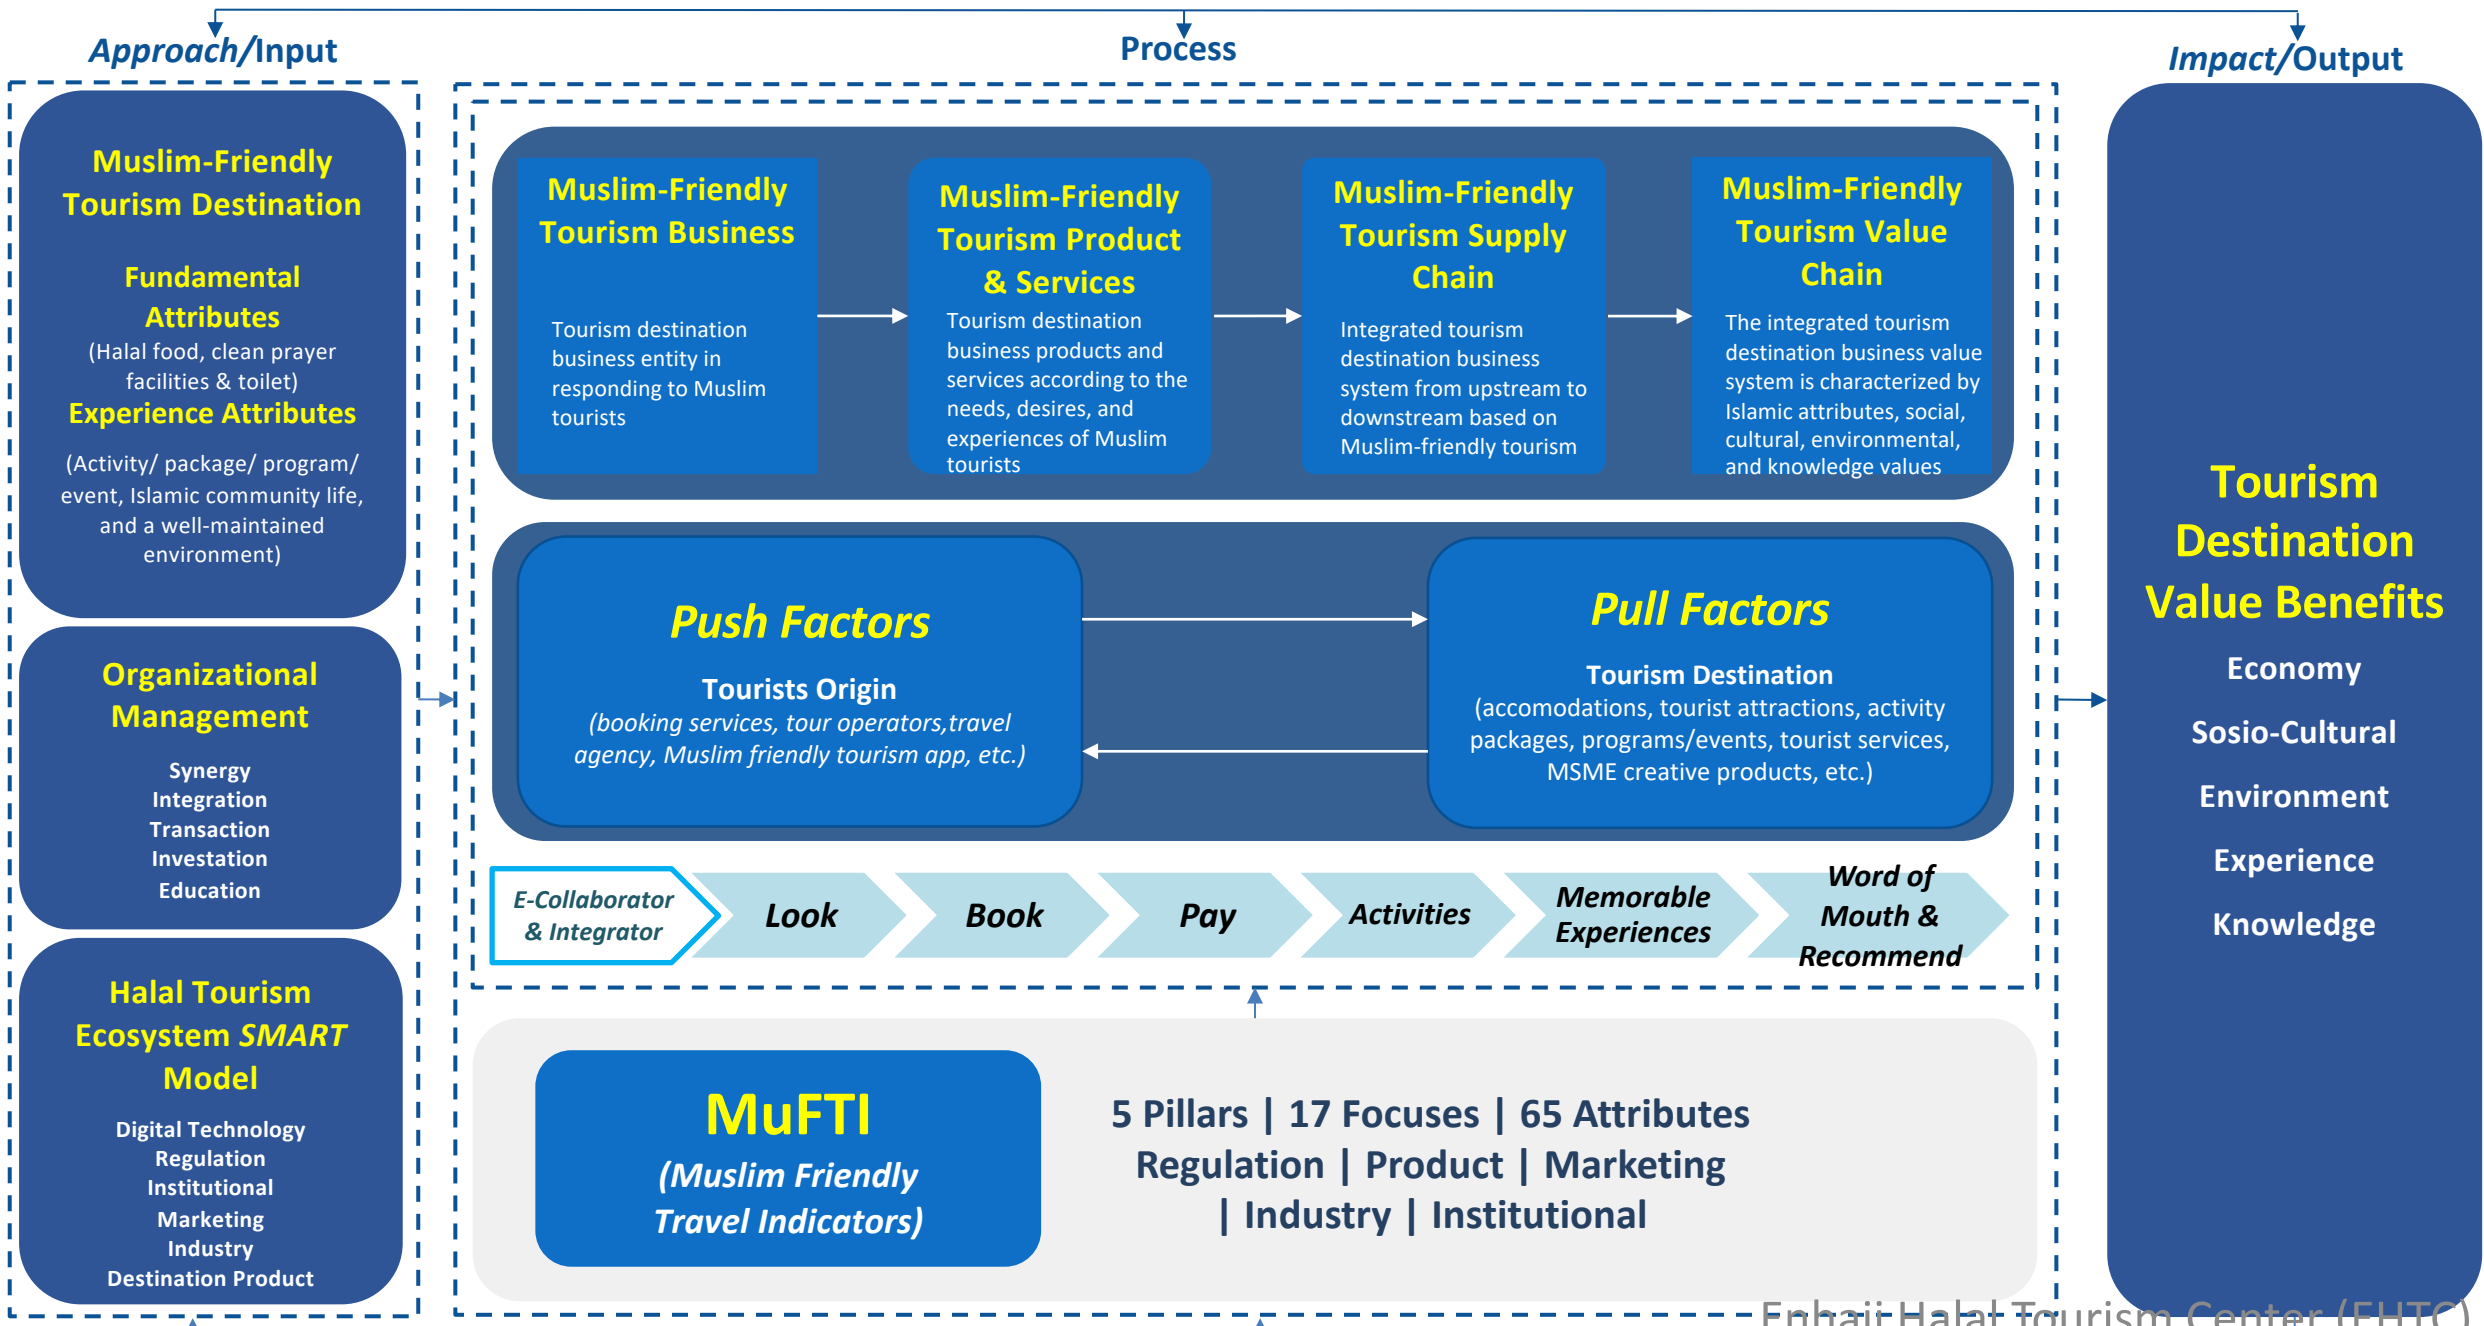 Approach/Input
Process
Impact/Output
Muslim-Friendly
Tourism Destination
Fundamental
Attributes
(Halal food, clean prayer
facilities & toilet)
Experience Attributes
(Activity/ package/ program/
event, Islamic community life,
and a well-maintained
environment)
Organizational
Management
Synergy
Integration
Transaction
Investation
Education
Halal Tourism
Ecosystem SMART
Model
Digital Technology
Regulation
Institutional
Marketing
Industry
Destination Product
Muslim-Friendly
Tourism Business
Tourism destination
business entity in
responding to Muslim
tourists
Muslim-Friendly
Tourism Product
& Services
Tourism destination
business products and
services according to the
needs, desires, and
experiences of Muslim
tourists
Muslim-Friendly
Tourism Supply
Chain
Integrated tourism
destination business
system from upstream to
downstream based on
Muslim-friendly tourism
Muslim-Friendly
Tourism Value
Chain
The integrated tourism
destination business value
system is characterized by
Islamic attributes, social,
cultural, environmental,
and knowledge values
Push Factors
Tourists Origin
(booking services, tour operators,travel
agency, Muslim friendly tourism app, etc.)
Pull Factors
Tourism Destination
(accomodations, tourist attractions, activity
packages, programs/events, tourist services,
MSME creative products, etc.)
E-Collaborator
& Integrator
Look
Book
Pay
Activities
Memorable
Experiences
Word of
Mouth &
Recommend
MuFTI
(Muslim Friendly
Travel Indicators)
5 Pillars | 17 Focuses | 65 Attributes
Regulation | Product | Marketing
| Industry | Institutional
Tourism
Destination
Value Benefits
Economy
Sosio-Cultural
Environment
Experience
Knowledge
Enhaii Halal Tourism Center (EHTC)